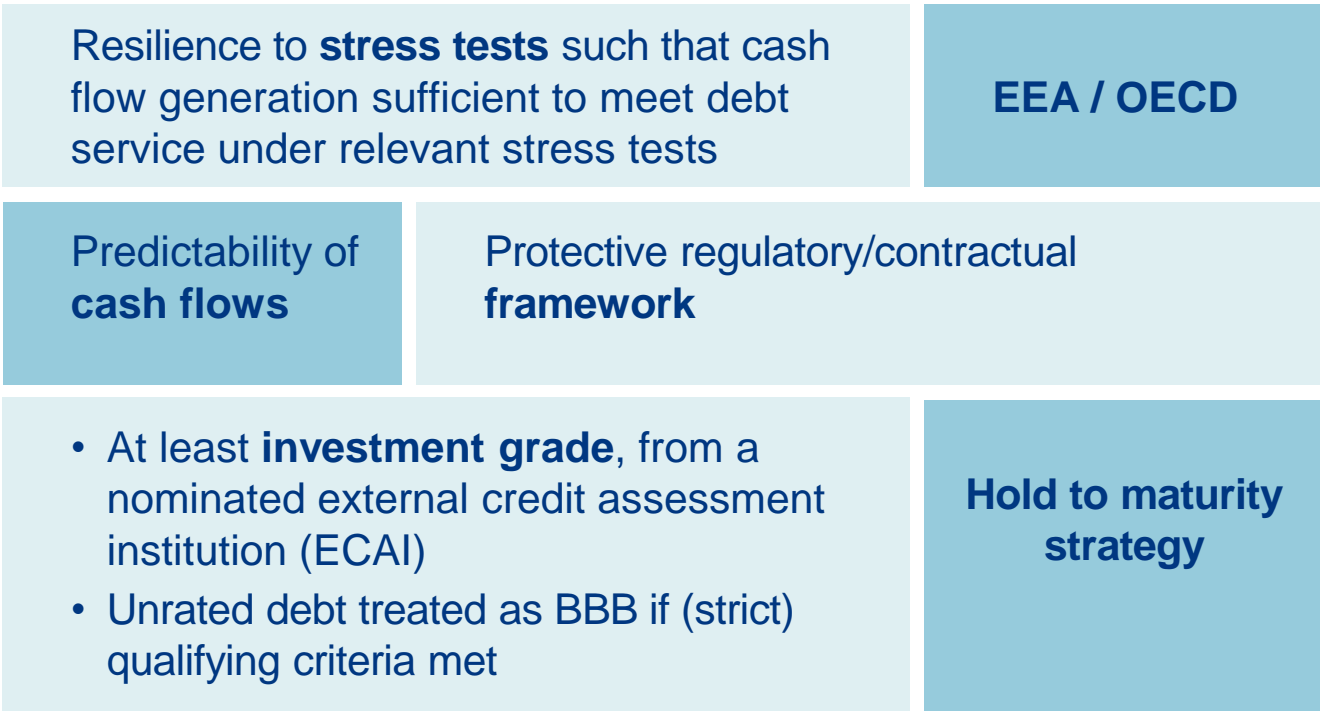 Resilience to stress tests such that cash
flow generation sufficient to meet debt
service under relevant stress tests
EEA / OECD
Predictability of
cash flows
Protective regulatory/contractual
framework
• At least investment grade, from a
nominated external credit assessment
institution (ECAI)
• Unrated debt treated as BBB if (strict)
qualifying criteria met
Hold to maturity
strategy